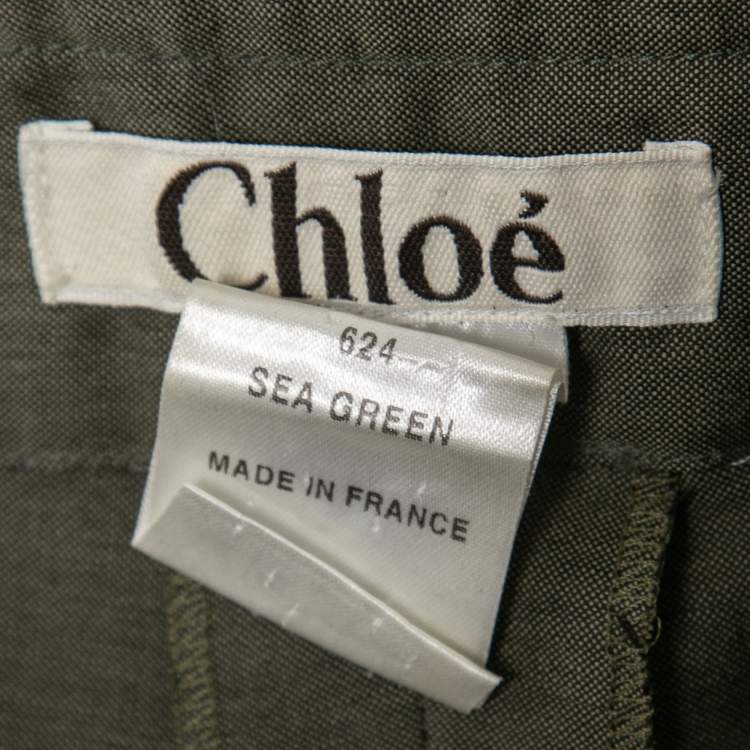 Chloé
624
SEA GREEN
MADE IN FRANCE